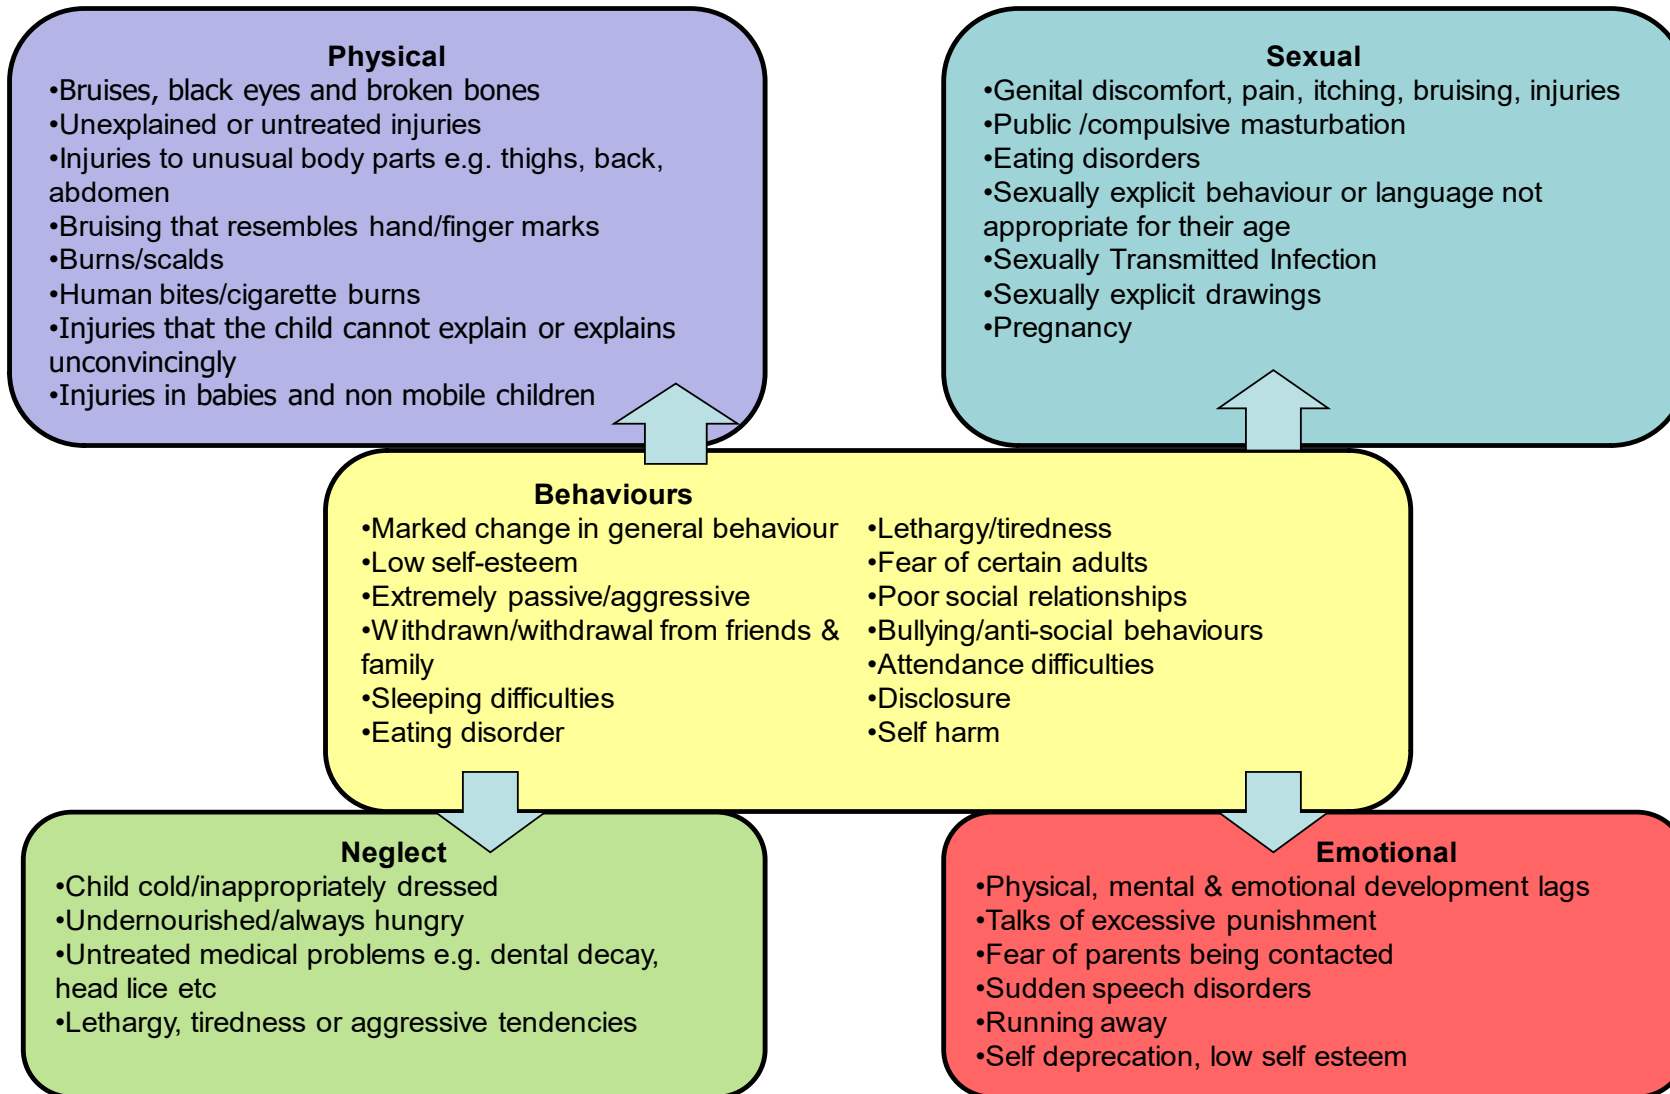 Physical
•Bruises, black eyes and broken bones
•Unexplained or untreated injuries
•Injuries to unusual body parts e.g. thighs, back,
abdomen
•Bruising that resembles hand/finger marks
•Burns/scalds
•Human bites/cigarette burns
•Injuries that the child cannot explain or explains
unconvincingly
•Injuries in babies and non mobile children
Sexual
•Genital discomfort, pain, itching, bruising, injuries
•Public /compulsive masturbation
•Eating disorders
•Sexually explicit behaviour or language not
appropriate for their age
•Sexually Transmitted Infection
•Sexually explicit drawings
•Pregnancy
Behaviours
•Marked change in general behaviour
•Low self-esteem
•Extremely passive/aggressive
•Withdrawn/withdrawal from friends &
family
•Sleeping difficulties
•Eating disorder
•Lethargy/tiredness
•Fear of certain adults
•Poor social relationships
•Bullying/anti-social behaviours
•Attendance difficulties
•Disclosure
•Self harm
Neglect
•Child cold/inappropriately dressed
•Undernourished/always hungry
•Untreated medical problems e.g. dental decay,
head lice etc
•Lethargy, tiredness or aggressive tendencies
Emotional
•Physical, mental & emotional development lags
•Talks of excessive punishment
•Fear of parents being contacted
•Sudden speech disorders
•Running away
•Self deprecation, low self esteem